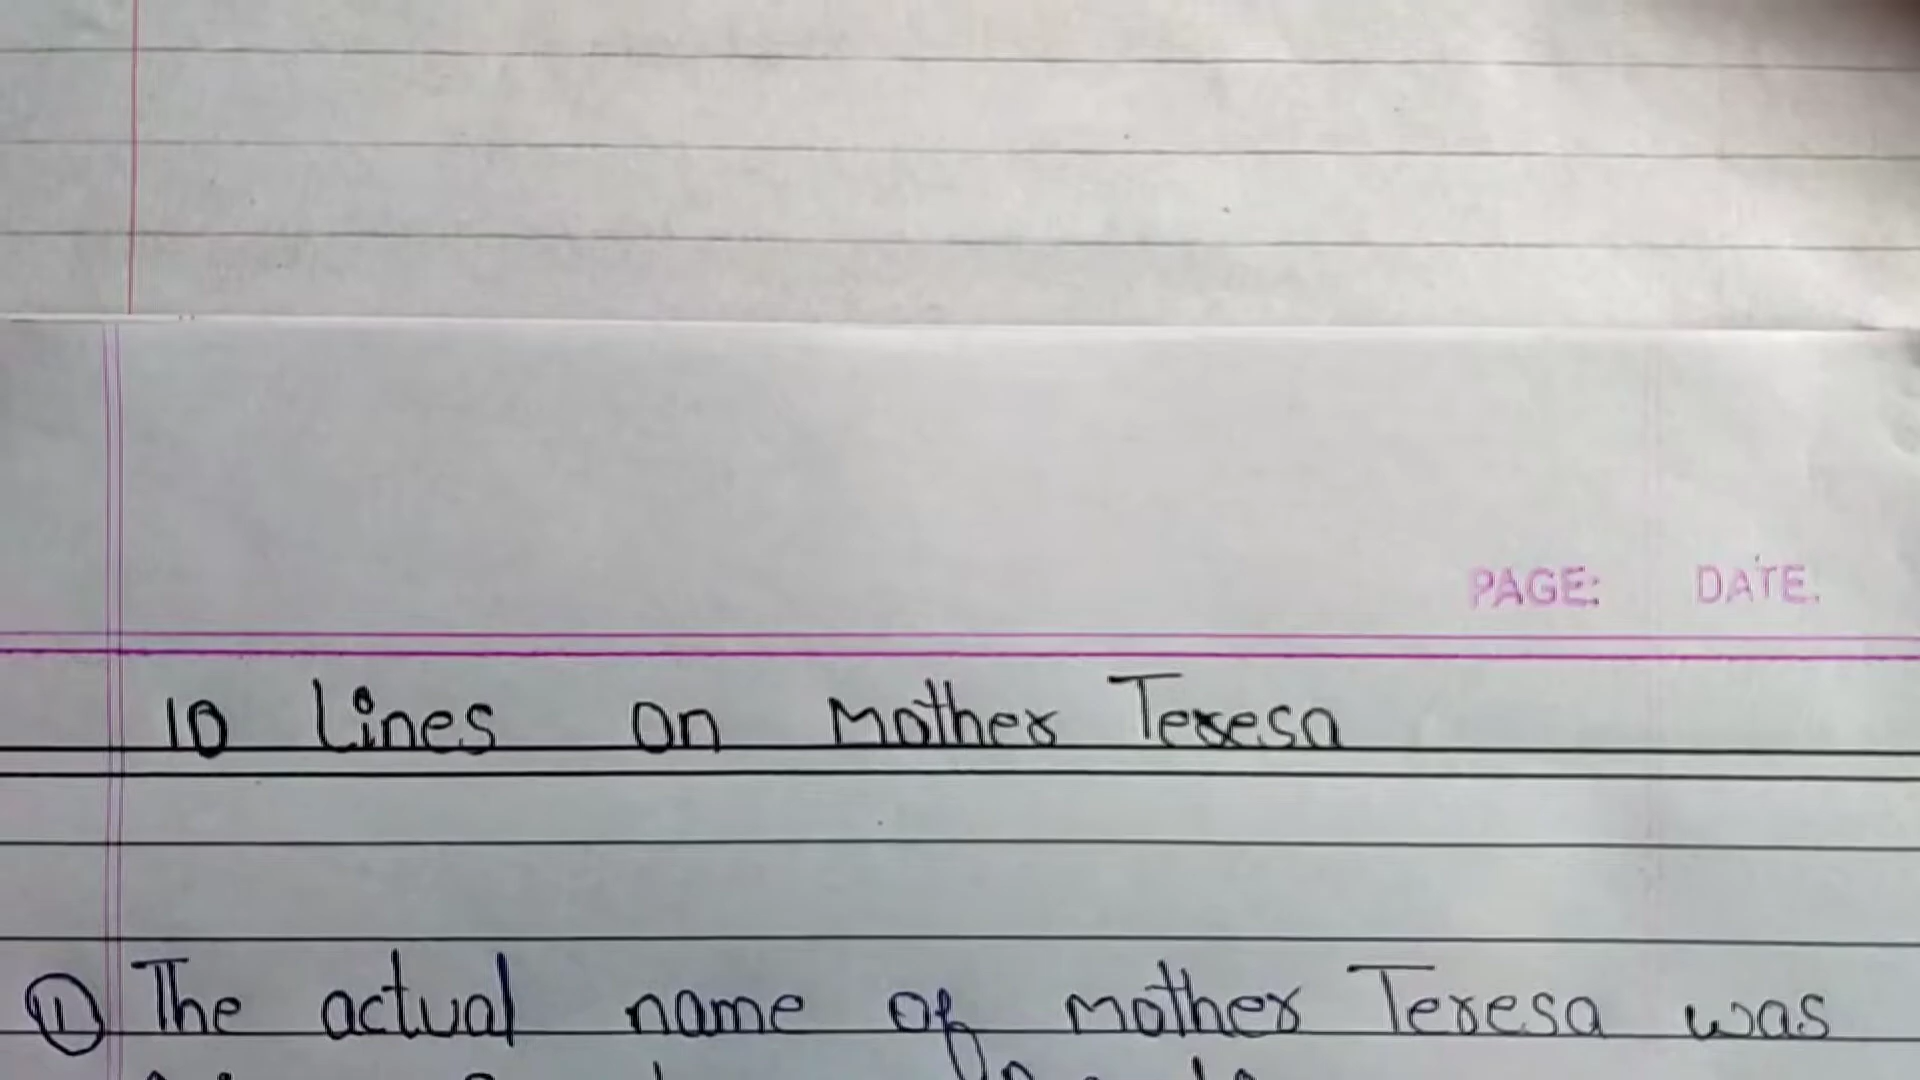 PAGE: DATE.
10 Lines on Mother Teresa
1) The actual name of mother Teresa was